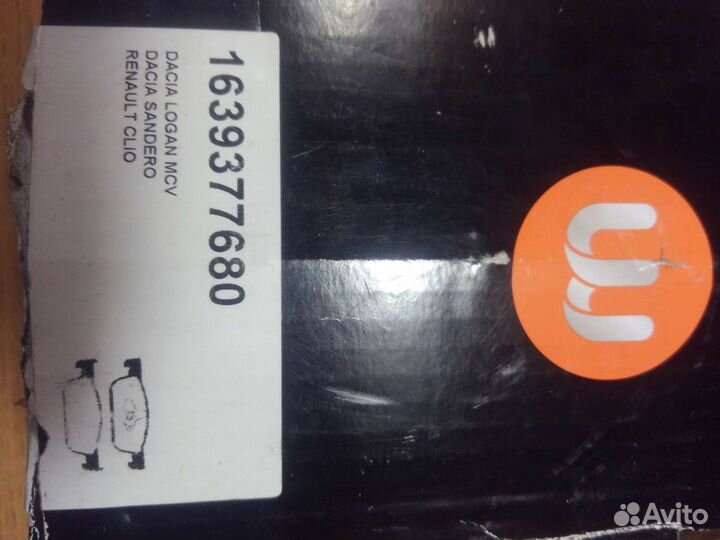 1639377680
DACIA LOGAN MCV
DACIA SANDERO
RENAULT CLIO
Avito